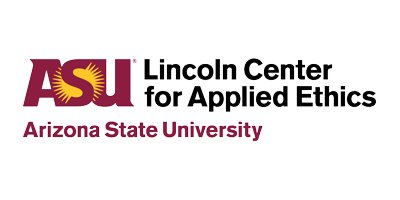 ASU® Lincoln Center
for Applied Ethics
Arizona State University